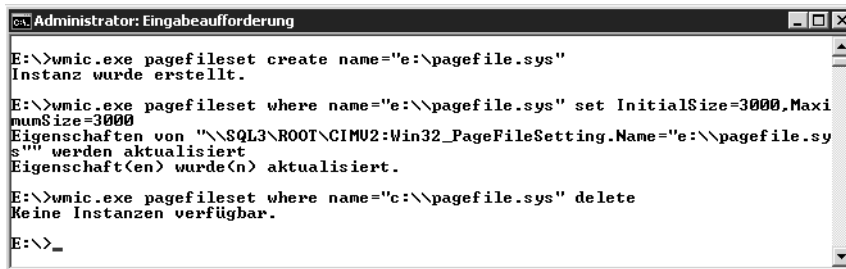 Administrator: Eingabeaufforderung
E:\>wmic.exe pagefileset create name="e:\pagefile.sys"
Instanz wurde erstellt.
E:\>wmic.exe pagefileset where name="e:\\pagefile.sys" set InitialSize=3000,Maxi
mumSize=3000
Eigenschaften von "\\SQL3\ROOT\CIMV2:Win32_PageFileSetting.Name="e:\\pagefile.sy
s"" werden aktualisiert
Eigenschaft(en) wurde(n) aktualisiert.
E:\>wmic.exe pagefileset where name="c:\\pagefile.sys" delete
Keine Instanzen verfügbar.
E:\>_